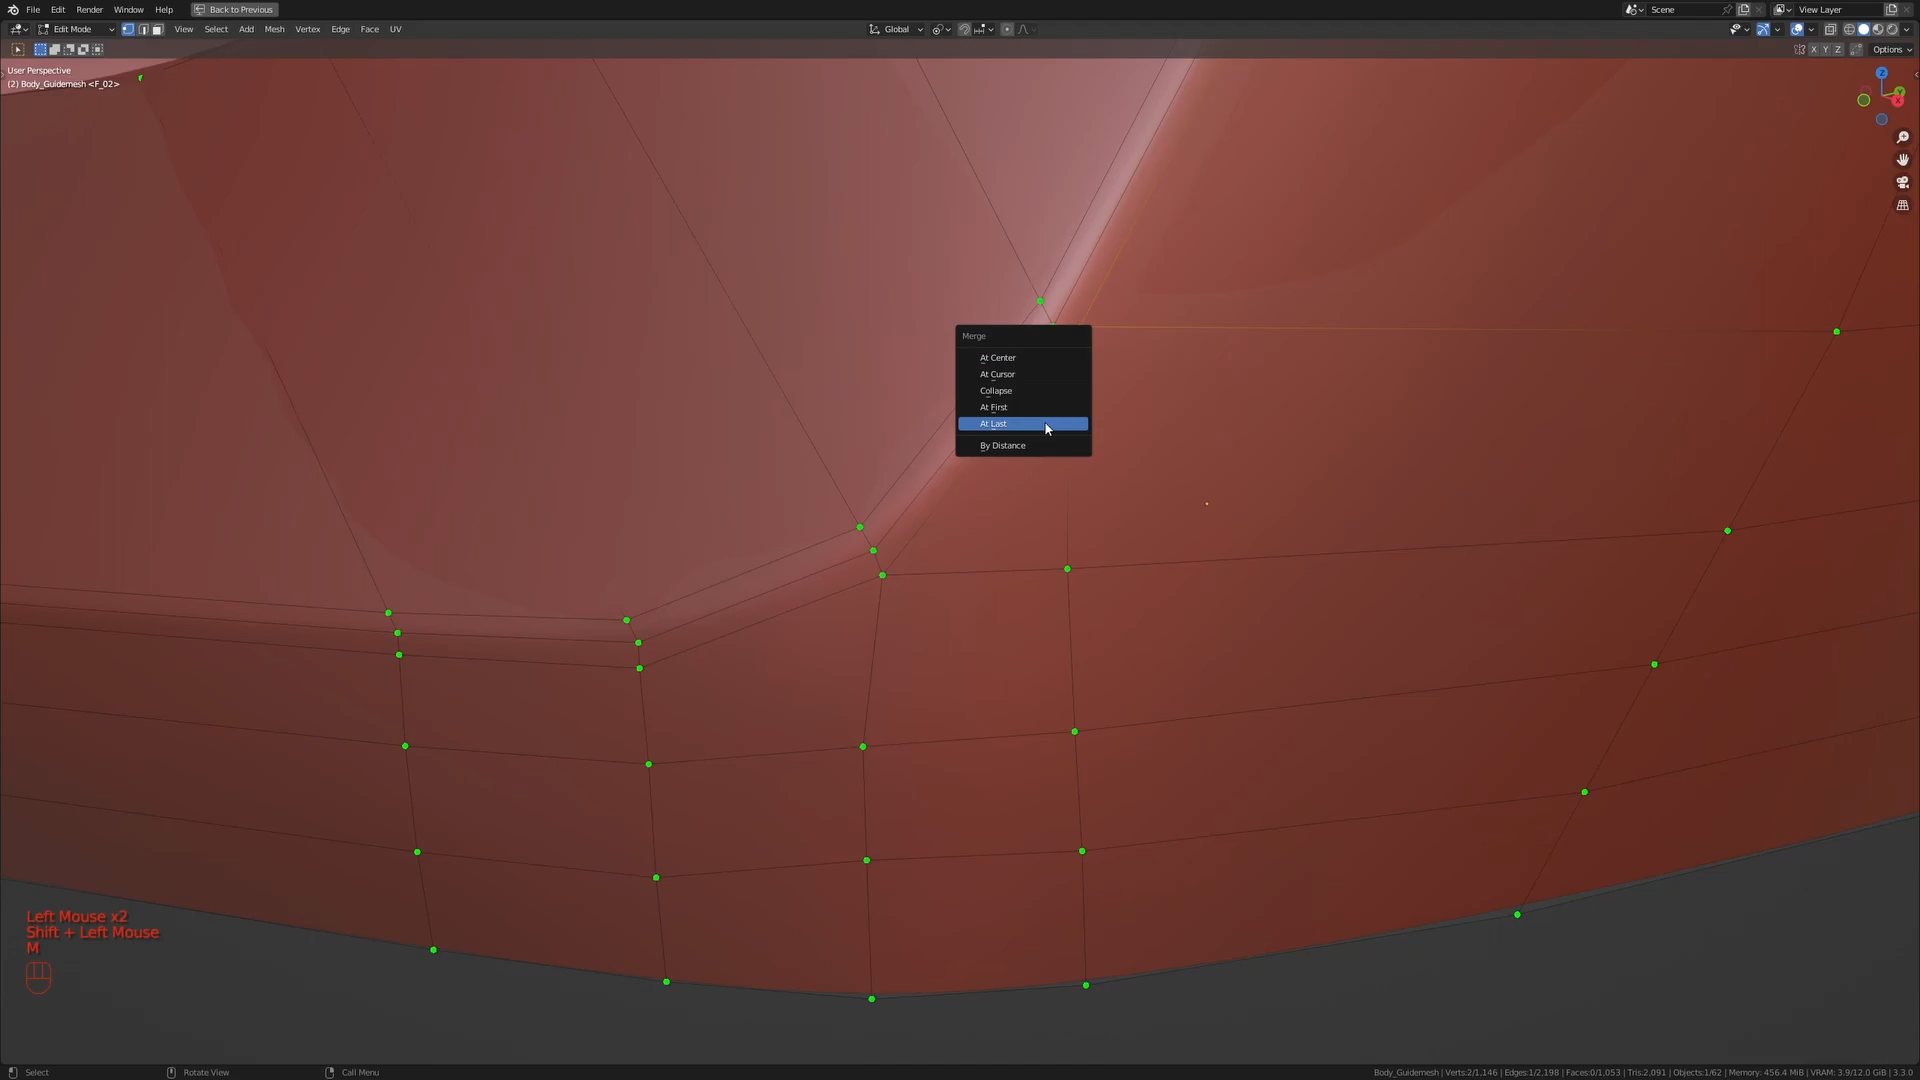 File Edit Render Window Help Back to Previous Scene View Layer
Edit Mode View Select Add Mesh Vertex Edge Face UV Global
X Y Z Options
User Perspective
(2) Body_Guidemesh <F_02>
Z
Y
X
Merge
At Center
At Cursor
Collapse
At First
At Last
By Distance
Left Mouse x2
Shift + Left Mouse
M
Select Rotate View Call Menu Body_Guidemesh | Verts:2/1,146 | Edges:1/2,198 | Faces:0/1,053 | Tris:2,091 | Objects:1/62 | Memory: 456.4 MiB | VRAM: 3.9/12.0 GiB | 3.3.0